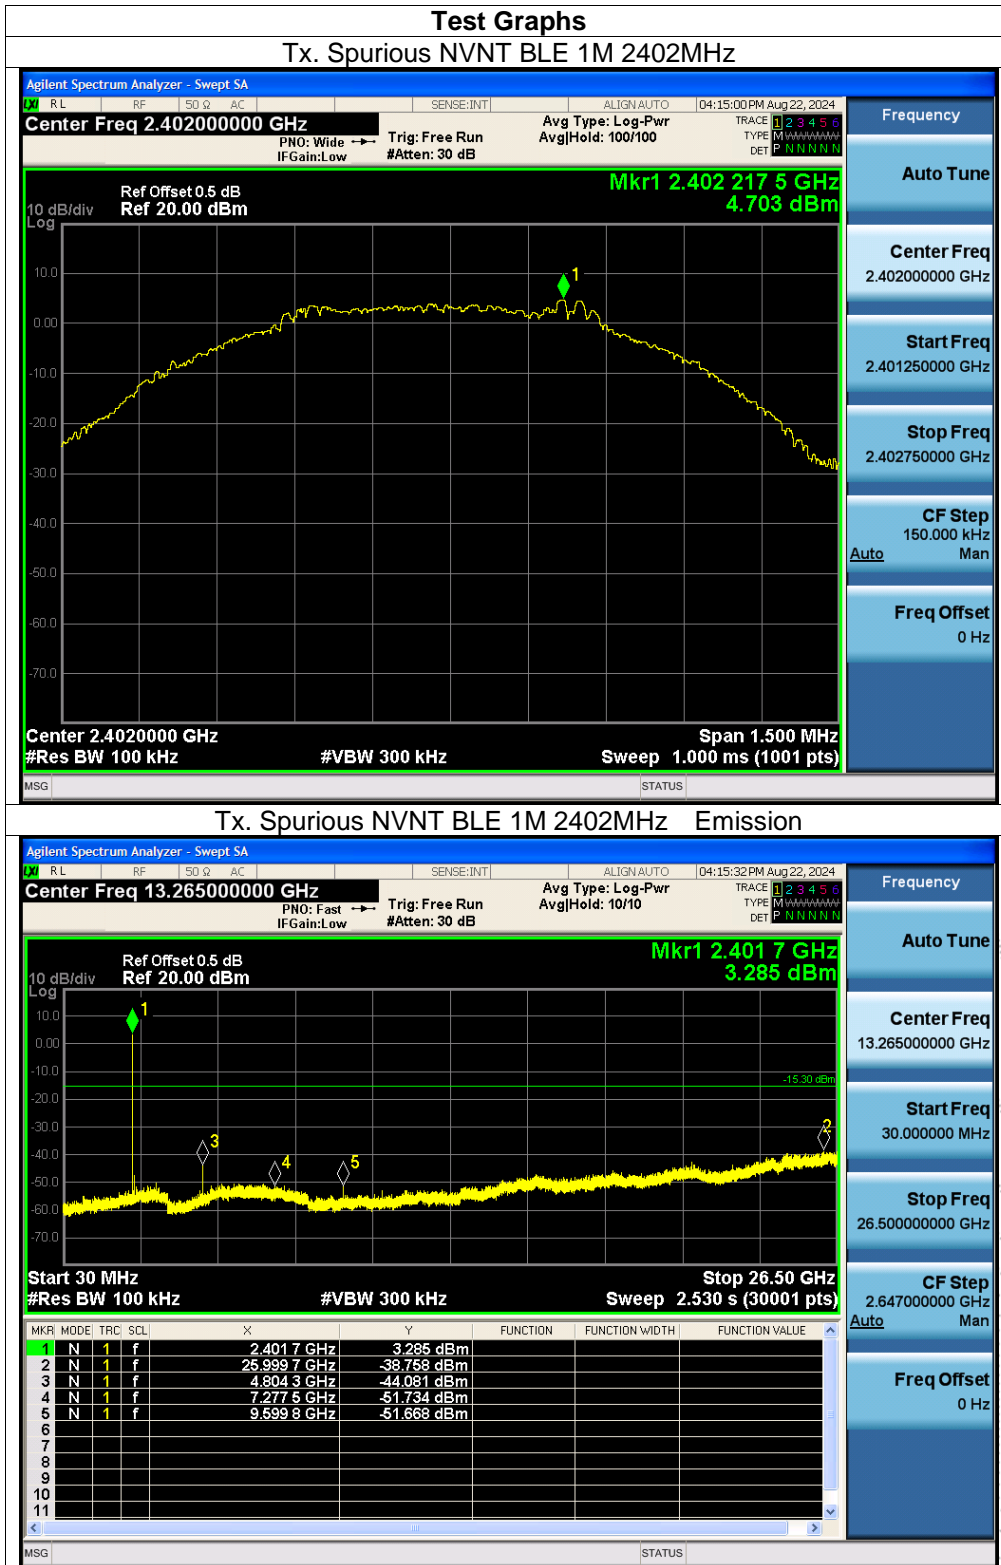 Test Graphs
Tx. Spurious NVNT BLE 1M 2402MHz
Agilent Spectrum Analyzer - Swept SA
LXI RL RF 50 Ω AC SENSE:INT ALIGNAUTO 04:15:00 PM Aug 22, 2024
Center Freq 2.402000000 GHz
PNO: Wide
IFGain:Low
Trig: Free Run
#Atten: 30 dB
Avg Type: Log-Pwr
Avg|Hold: 100/100
TRACE 1 2 3 4 5 6
TYPE M WWWWW
DET P N N N N N
Ref Offset 0.5 dB
Ref 20.00 dBm
10 dB/div
Log
Mkr1 2.402 217 5 GHz
4.703 dBm
1
10.0
0.00
-10.0
-20.0
-30.0
-40.0
-50.0
-60.0
-70.0
Center 2.4020000 GHz
Span 1.500 MHz
#Res BW 100 kHz
#VBW 300 kHz
Sweep 1.000 ms (1001 pts)
MSG
STATUS
Frequency
Auto Tune
Center Freq
2.402000000 GHz
Start Freq
2.401250000 GHz
Stop Freq
2.402750000 GHz
CF Step
150.000 kHz
Auto Man
Freq Offset
0 Hz
Tx. Spurious NVNT BLE 1M 2402MHz Emission
Agilent Spectrum Analyzer - Swept SA
LXI RL RF 50 Ω AC SENSE:INT ALIGNAUTO 04:15:32 PM Aug 22, 2024
Center Freq 13.265000000 GHz
PNO: Fast
IFGain:Low
Trig: Free Run
#Atten: 30 dB
Avg Type: Log-Pwr
Avg|Hold: 10/10
TRACE 1 2 3 4 5 6
TYPE M WWWWW
DET P N N N N N
Ref Offset 0.5 dB
Ref 20.00 dBm
10 dB/div
Log
Mkr1 2.401 7 GHz
3.285 dBm
10.0
0.00
-10.0
-20.0
-30.0
-40.0
-50.0
-60.0
-70.0
1
-15.30 dBm
2
3
4
5
Start 30 MHz
Stop 26.50 GHz
#Res BW 100 kHz
#VBW 300 kHz
Sweep 2.530 s (30001 pts)
MKR MODE TRC SCL X Y FUNCTION FUNCTION WIDTH FUNCTION VALUE
1 N 1 f 2.401 7 GHz 3.285 dBm
2 N 1 f 25.999 7 GHz -38.758 dBm
3 N 1 f 4.804 3 GHz -44.081 dBm
4 N 1 f 7.277 5 GHz -51.734 dBm
5 N 1 f 9.599 8 GHz -51.668 dBm
6
7
8
9
10
11
MSG
STATUS
Frequency
Auto Tune
Center Freq
13.265000000 GHz
Start Freq
30.000000 MHz
Stop Freq
26.500000000 GHz
CF Step
2.647000000 GHz
Auto Man
Freq Offset
0 Hz